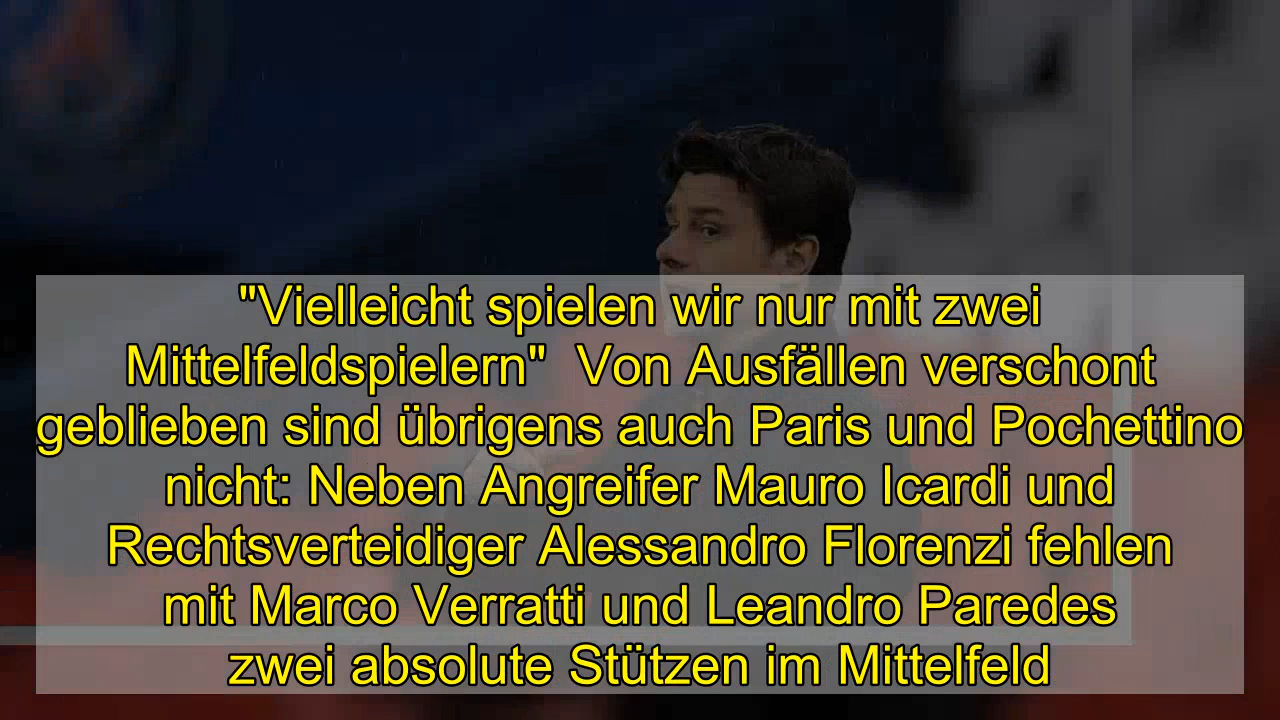 "Vielleicht spielen wir nur mit zwei
Mittelfeldspielern"  Von Ausfällen verschont
geblieben sind übrigens auch Paris und Pochettino
nicht: Neben Angreifer Mauro Icardi und
Rechtsverteidiger Alessandro Florenzi fehlen
mit Marco Verratti und Leandro Paredes
zwei absolute Stützen im Mittelfeld